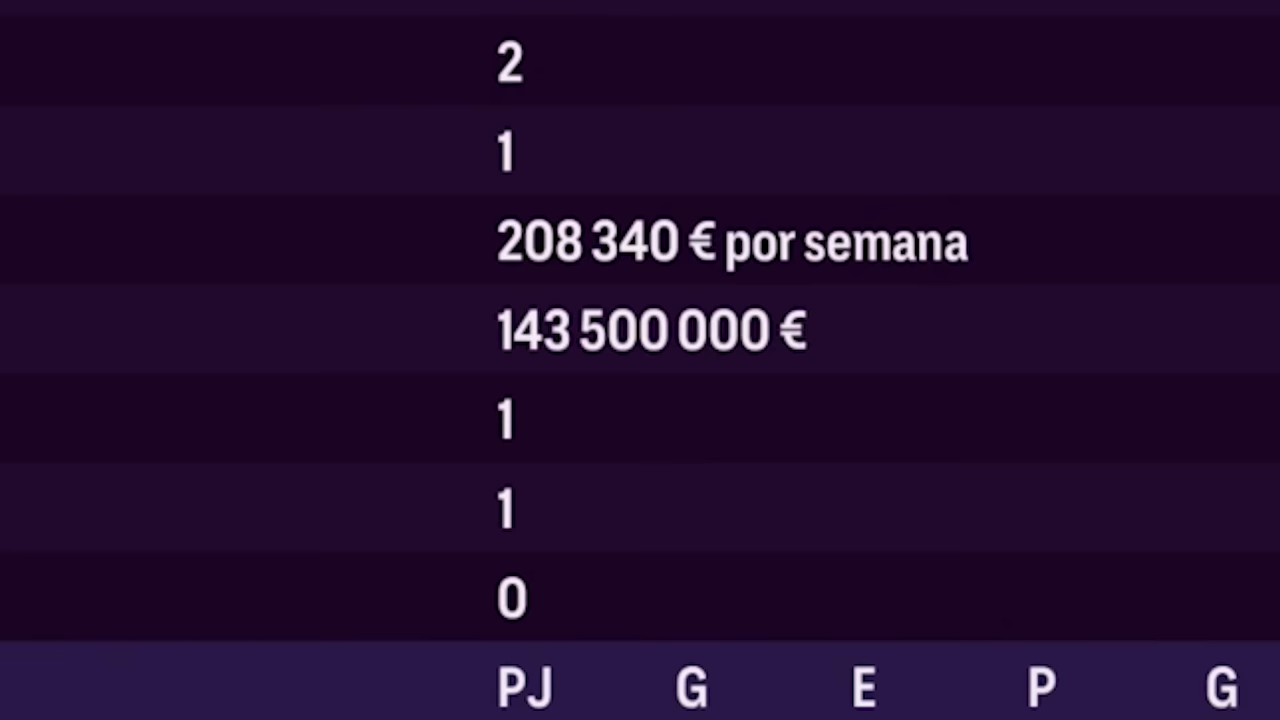 2
1
208 340 € por semana
143 500 000 €
1
1
0
PJ G E P G